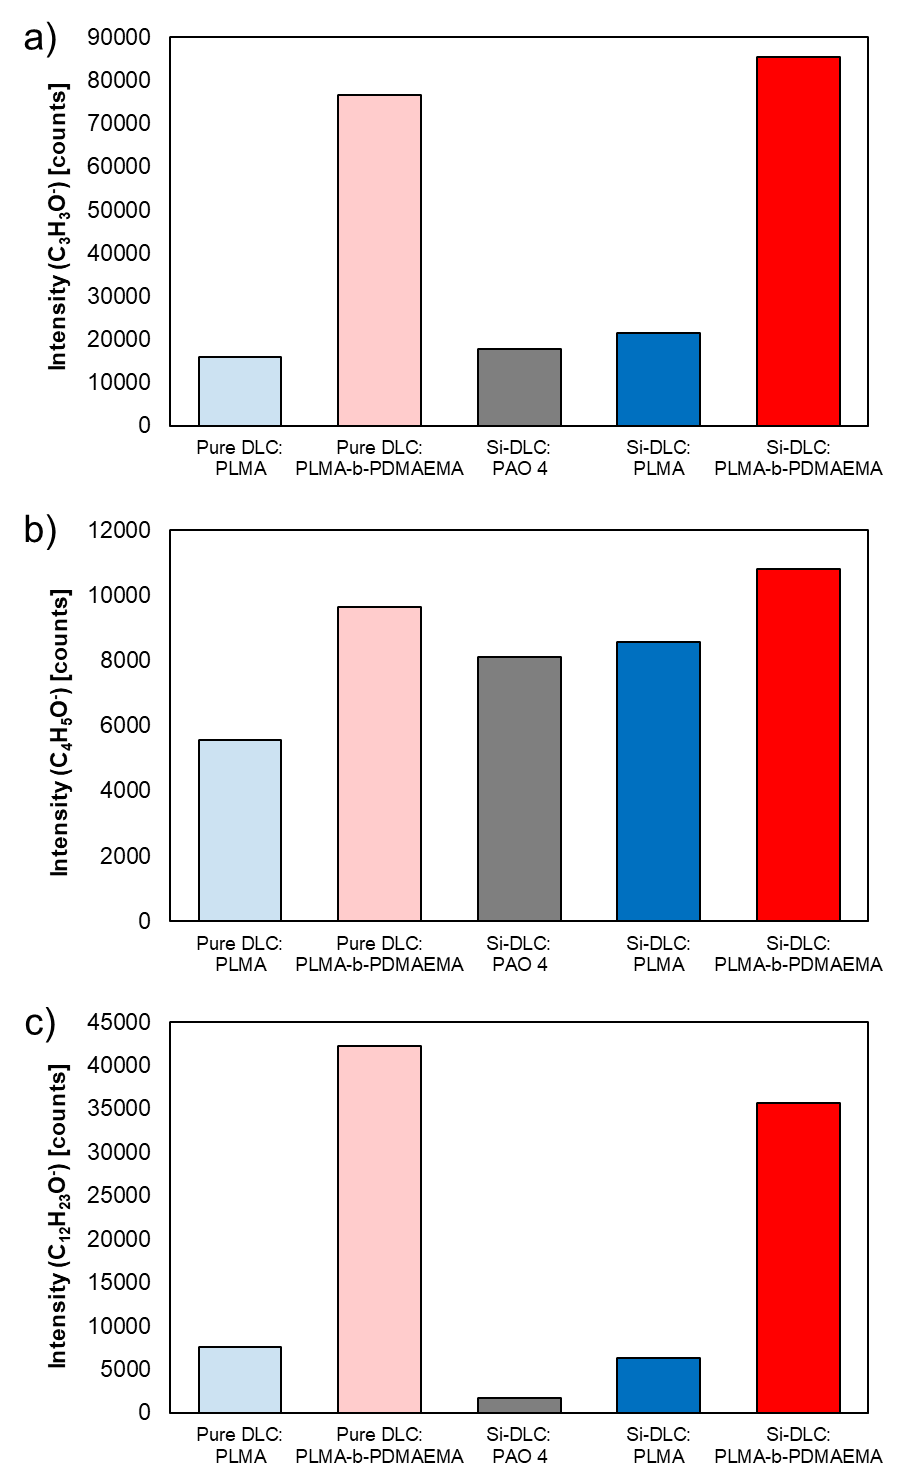 a)
Intensity (C₃H₃O⁻) [counts]
90000
80000
70000
60000
50000
40000
30000
20000
10000
0
Pure DLC:
PLMA
Pure DLC:
PLMA-b-PDMAEMA
Si-DLC:
PAO 4
Si-DLC:
PLMA
Si-DLC:
PLMA-b-PDMAEMA
b)
Intensity (C₄H₅O⁻) [counts]
12000
10000
8000
6000
4000
2000
0
Pure DLC:
PLMA
Pure DLC:
PLMA-b-PDMAEMA
Si-DLC:
PAO 4
Si-DLC:
PLMA
Si-DLC:
PLMA-b-PDMAEMA
c)
Intensity (C₁₂H₂₃O⁻) [counts]
45000
40000
35000
30000
25000
20000
15000
10000
5000
0
Pure DLC:
PLMA
Pure DLC:
PLMA-b-PDMAEMA
Si-DLC:
PAO 4
Si-DLC:
PLMA
Si-DLC:
PLMA-b-PDMAEMA